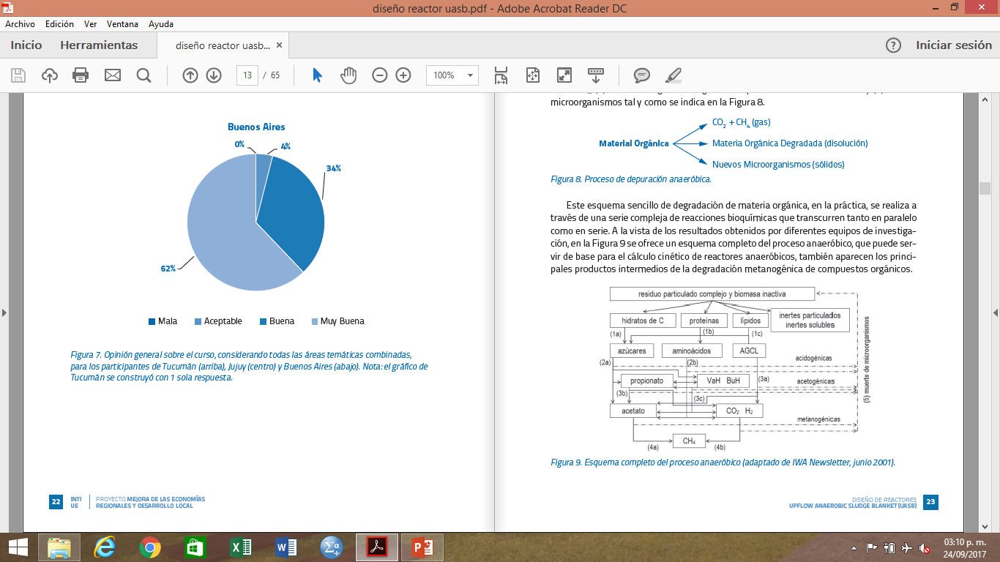 diseño reactor uasb.pdf - Adobe Acrobat Reader DC
Archivo Edición Ver Ventana Ayuda
Inicio Herramientas diseño reactor uasb... × Iniciar sesión
13 / 65 100%
Buenos Aires
0% 4%
34%
62%
Mala Aceptable Buena Muy Buena
Figura 7. Opinión general sobre el curso, considerando todas las áreas temáticas combinadas,
para los participantes de Tucumán (arriba), Jujuy (centro) y Buenos Aires (abajo). Nota: el gráfico de
Tucumán se construyó con 1 sola respuesta.
22 INTI UE PROYECTO MEJORA DE LAS ECONOMÍAS
REGIONALES Y DESARROLLO LOCAL
microorganismos tal y como se indica en la Figura 8.
CO2 + CH4 (gas)
Material Orgánica Materia Orgánica Degradada (disolución)
Nuevos Microorganismos (sólidos)
Figura 8. Proceso de depuración anaeróbica.
Este esquema sencillo de degradación de materia orgánica, en la práctica, se realiza a
través de una serie compleja de reacciones bioquímicas que transcurren tanto en paralelo
como en serie. A la vista de los resultados obtenidos por diferentes equipos de investiga-
ción, en la Figura 9 se ofrece un esquema completo del proceso anaeróbico, que puede ser-
vir de base para el cálculo cinético de reactores anaeróbicos, también aparecen los princi-
pales productos intermedios de la degradación metanogénica de compuestos orgánicos.
residuo particulado complejo y biomasa inactiva
hidratos de C proteínas lípidos inertes particulados
inertes solubles
(1a) (1b) (1c)
azúcares aminoácidos AGCL
(2a) (2b) acidogénicas
propionato VaH BuH (3a) acetogénicas
(3b) (3c)
acetato CO2 H2
metanogénicas
(4a) CH4 (4b)
(5) muerte de microorganismos
Figura 9. Esquema completo del proceso anaeróbico (adaptado de IWA Newsletter, junio 2001).
DISEÑO DE REACTORES
UPFLOW ANAEROBIC SLUDGE BLANKET (UASB) 23
03:10 p. m.
24/09/2017